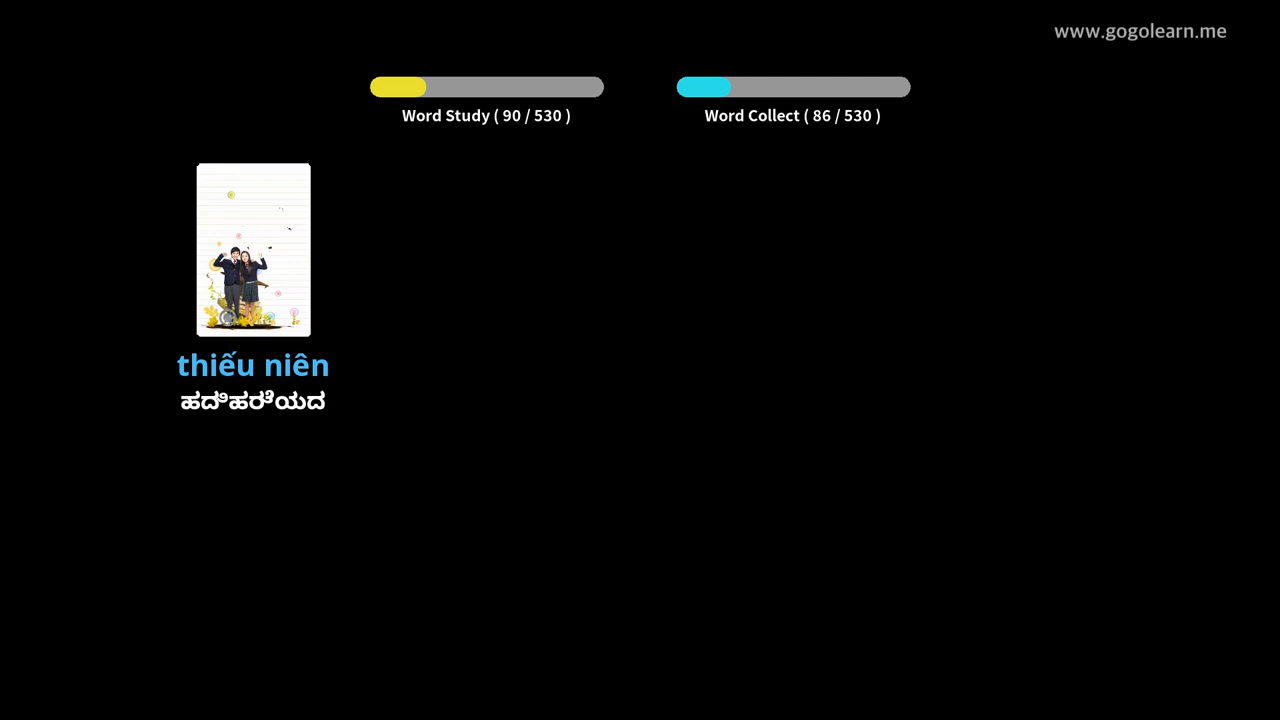 www.gogolearn.me
Word Study ( 90 / 530 )
Word Collect ( 86 / 530 )
thiếu niên
ಹದಿಹರೆಯದ